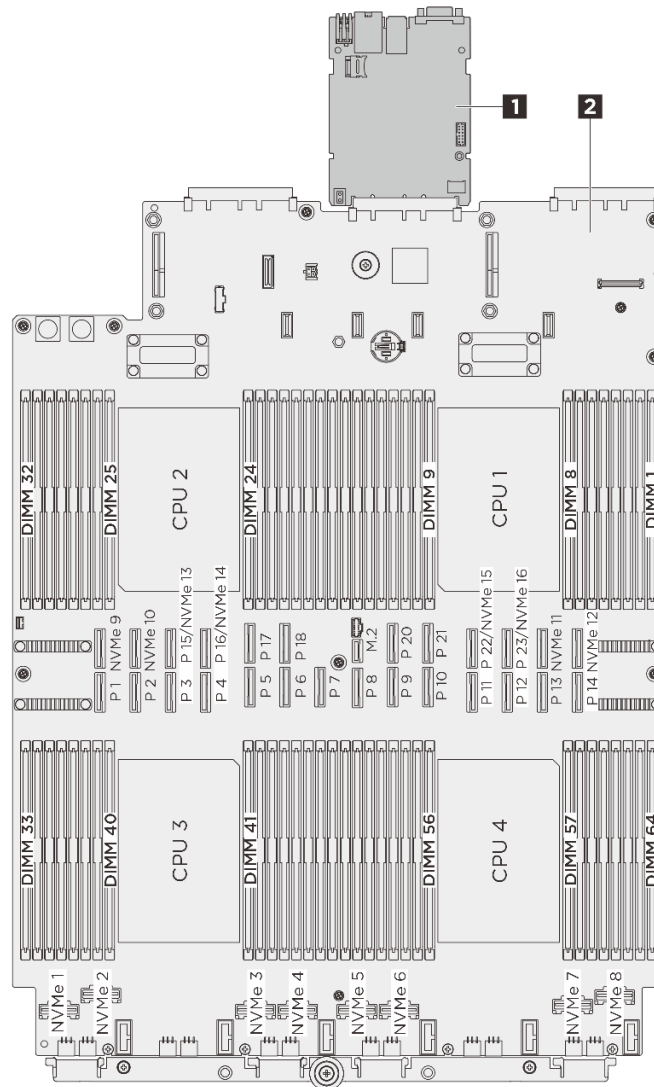 1
2
DIMM 32
DIMM 25
CPU 2
DIMM 24
DIMM 9
CPU 1
DIMM 8
DIMM 1
NVMe 9
NVMe 10
P 15/NVMe 13
P 16/NVMe 14
P 17
P 18
M.2
P 20
P 21
P 22/NVMe 15
P 23/NVMe 16
NVMe 11
NVMe 12
P 1
P 2
P 3
P 4
P 5
P 6
P 7
P 8
P 9
P 10
P 11
P 12
P 13
P 14
DIMM 33
DIMM 40
CPU 3
DIMM 41
DIMM 56
CPU 4
DIMM 57
DIMM 64
NVMe 1
NVMe 2
NVMe 3
NVMe 4
NVMe 5
NVMe 6
NVMe 7
NVMe 8